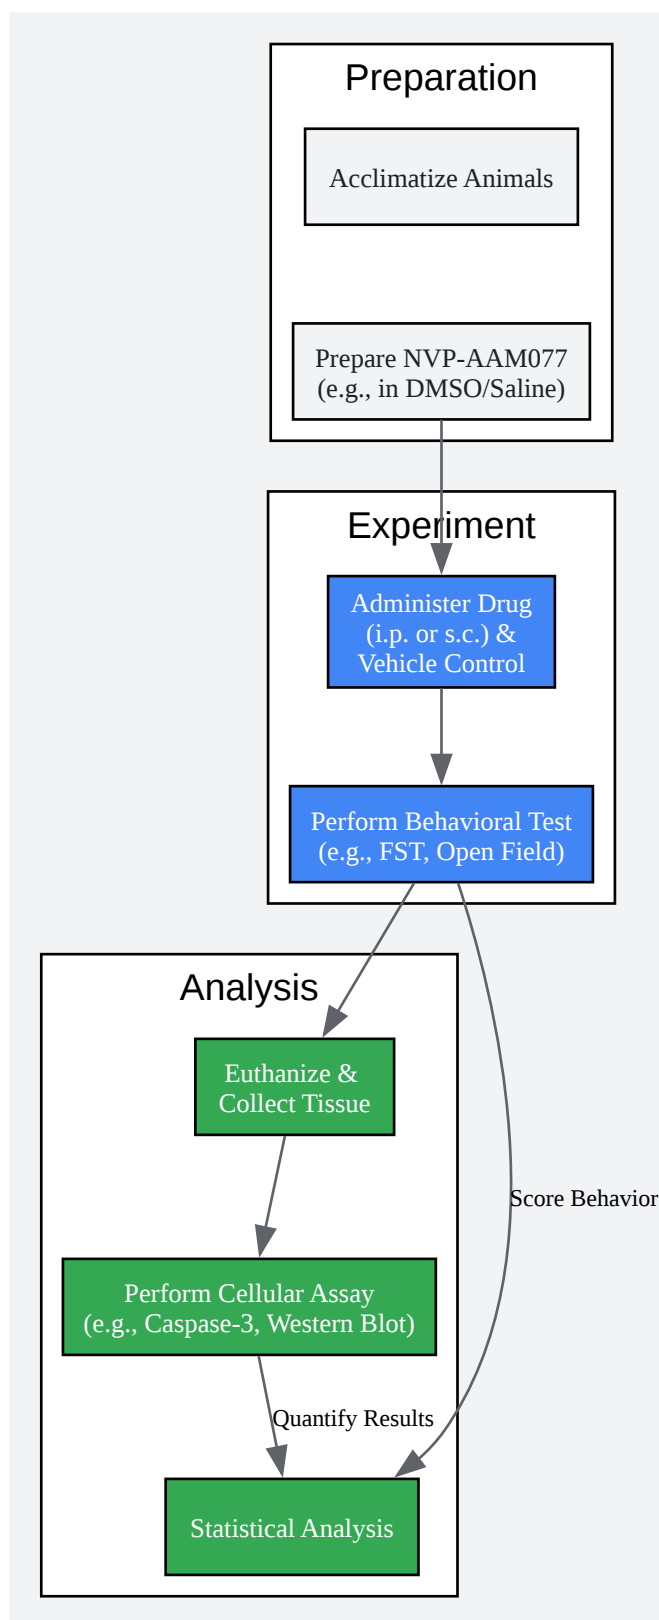 Preparation
Acclimatize Animals
Prepare NVP-AAM077
(e.g., in DMSO/Saline)
Experiment
Administer Drug
(i.p. or s.c.) &
Vehicle Control
Perform Behavioral Test
(e.g., FST, Open Field)
Analysis
Euthanize &
Collect Tissue
Score Behavior
Perform Cellular Assay
(e.g., Caspase-3, Western Blot)
Quantify Results
Statistical Analysis